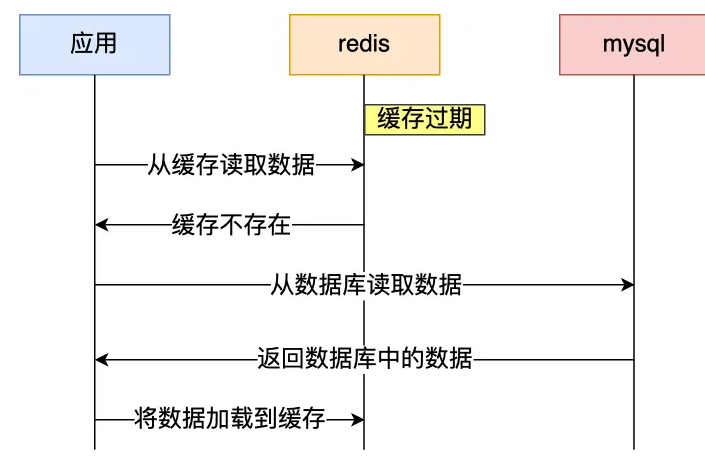 应用
redis
mysql
缓存过期
从缓存读取数据
缓存不存在
从数据库读取数据
返回数据库中的数据
将数据加载到缓存